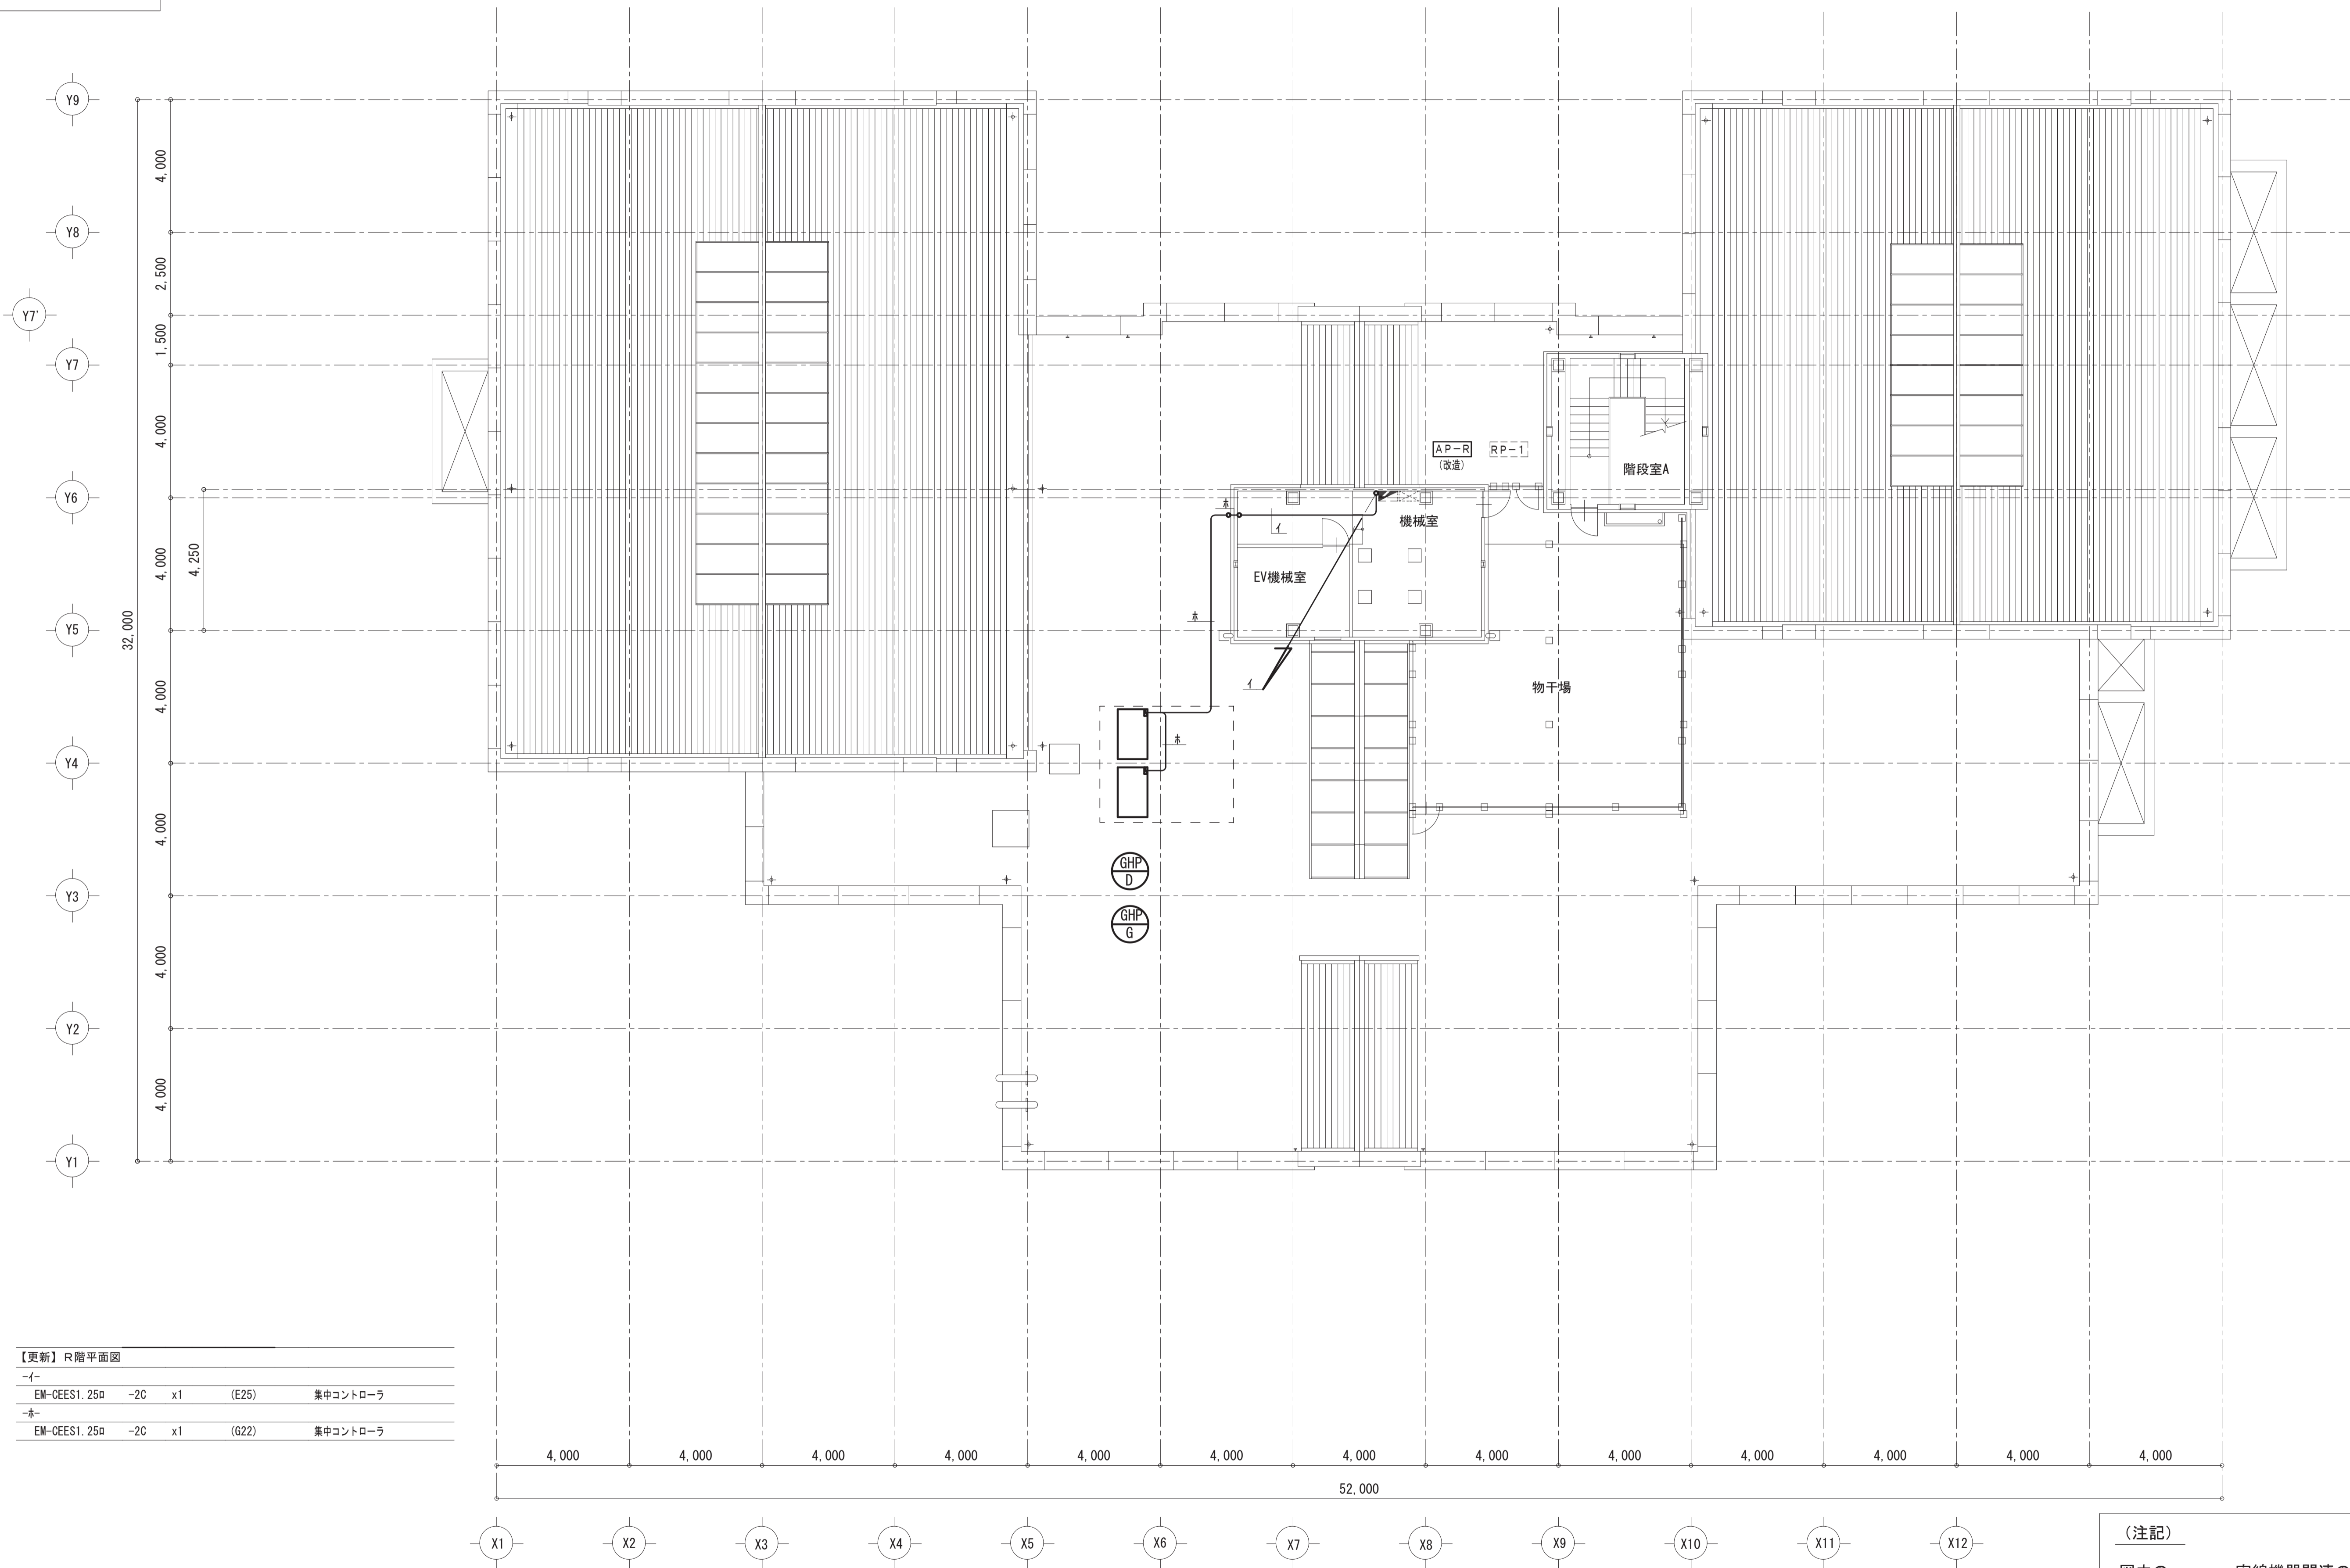 Y9
4,000
Y8
2,500
Y7'
1,500
Y7
4,000
Y6
4,000
4,250
32,000
Y5
4,000
Y4
4,000
Y3
4,000
Y2
4,000
Y1
AP-R
(改造)
RP-1
階段室A
機械室
ホ
イ
EV機械室
ホ
イ
物干場
ホ
GHP
D
GHP
G
【更新】R階平面図
-イ-
EM-CEES1.25□ -2C x1 (E25) 集中コントローラ
-ホ-
EM-CEES1.25□ -2C x1 (G22) 集中コントローラ
4,000 4,000 4,000 4,000 4,000 4,000 4,000 4,000 4,000 4,000 4,000 4,000 4,000
52,000
X1 X2 X3 X4 X5 X6 X7 X8 X9 X10 X11 X12
(注記)